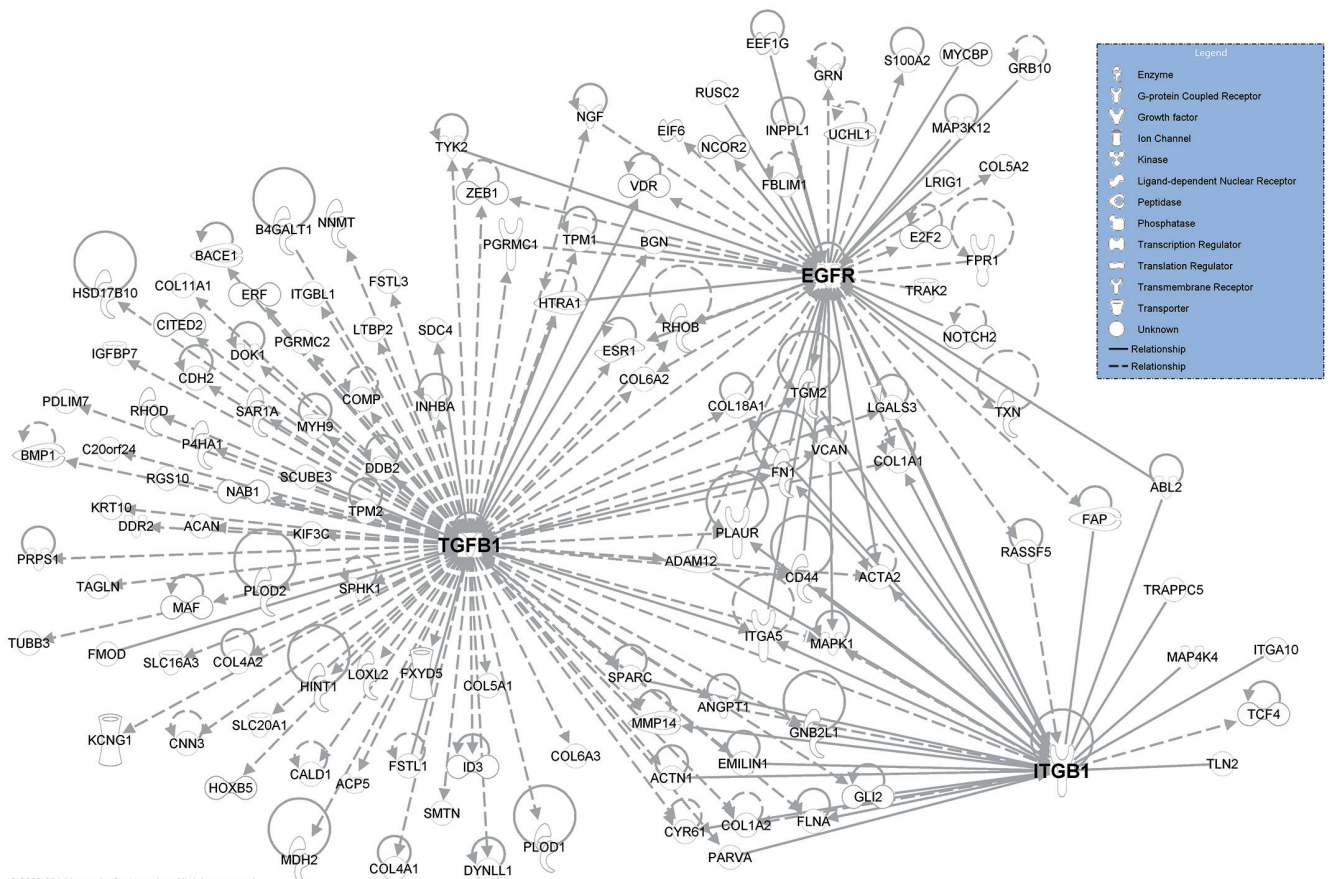 EEF1G
S100A2
MYCBP
GRB10
GRN
RUSC2
NGF
EIF6
INPPL1
UCHL1
MAP3K12
TYK2
NCOR2
COL5A2
ZEB1
VDR
FBLIM1
LRIG1
B4GALT1
NNMT
PGRMC1
TPM1
BGN
E2F2
FPR1
BACE1
EGFR
HSD17B10
COL11A1
ERF
ITGBL1
FSTL3
HTRA1
TRAK2
CITED2
LTBP2
SDC4
RHOB
NOTCH2
IGFBP7
DOK1
PGRMC2
ESR1
CDH2
COL6A2
PDLIM7
RHOD
SAR1A
COMP
INHBA
COL18A1
TGM2
LGALS3
TXN
MYH9
BMP1
C20orf24
P4HA1
DDB2
FN1
VCAN
COL1A1
RGS10
NAB1
SCUBE3
ABL2
KRT10
TPM2
FAP
DDR2
ACAN
KIF3C
TGFB1
PLAUR
PRPS1
ADAM12
RASSF5
TAGLN
MAF
PLOD2
SPHK1
CD44
ACTA2
TRAPPC5
TUBB3
FMOD
SLC16A3
COL4A2
ITGA5
MAPK1
MAP4K4
ITGA10
HINT1
LOXL2
FXYD5
COL5A1
SPARC
KCNG1
CNN3
SLC20A1
MMP14
ANGPT1
GNB2L1
TCF4
HOXB5
CALD1
ACP5
FSTL1
ID3
COL6A3
ACTN1
EMILIN1
ITGB1
TLN2
SMTN
GLI2
CYR61
COL1A2
FLNA
MDH2
COL4A1
DYNLL1
PLOD1
PARVA
Legend
Enzyme
G-protein Coupled Receptor
Growth factor
Ion Channel
Kinase
Ligand-dependent Nuclear Receptor
Peptidase
Phosphatase
Transcription Regulator
Translation Regulator
Transmembrane Receptor
Transporter
Unknown
Relationship
Relationship